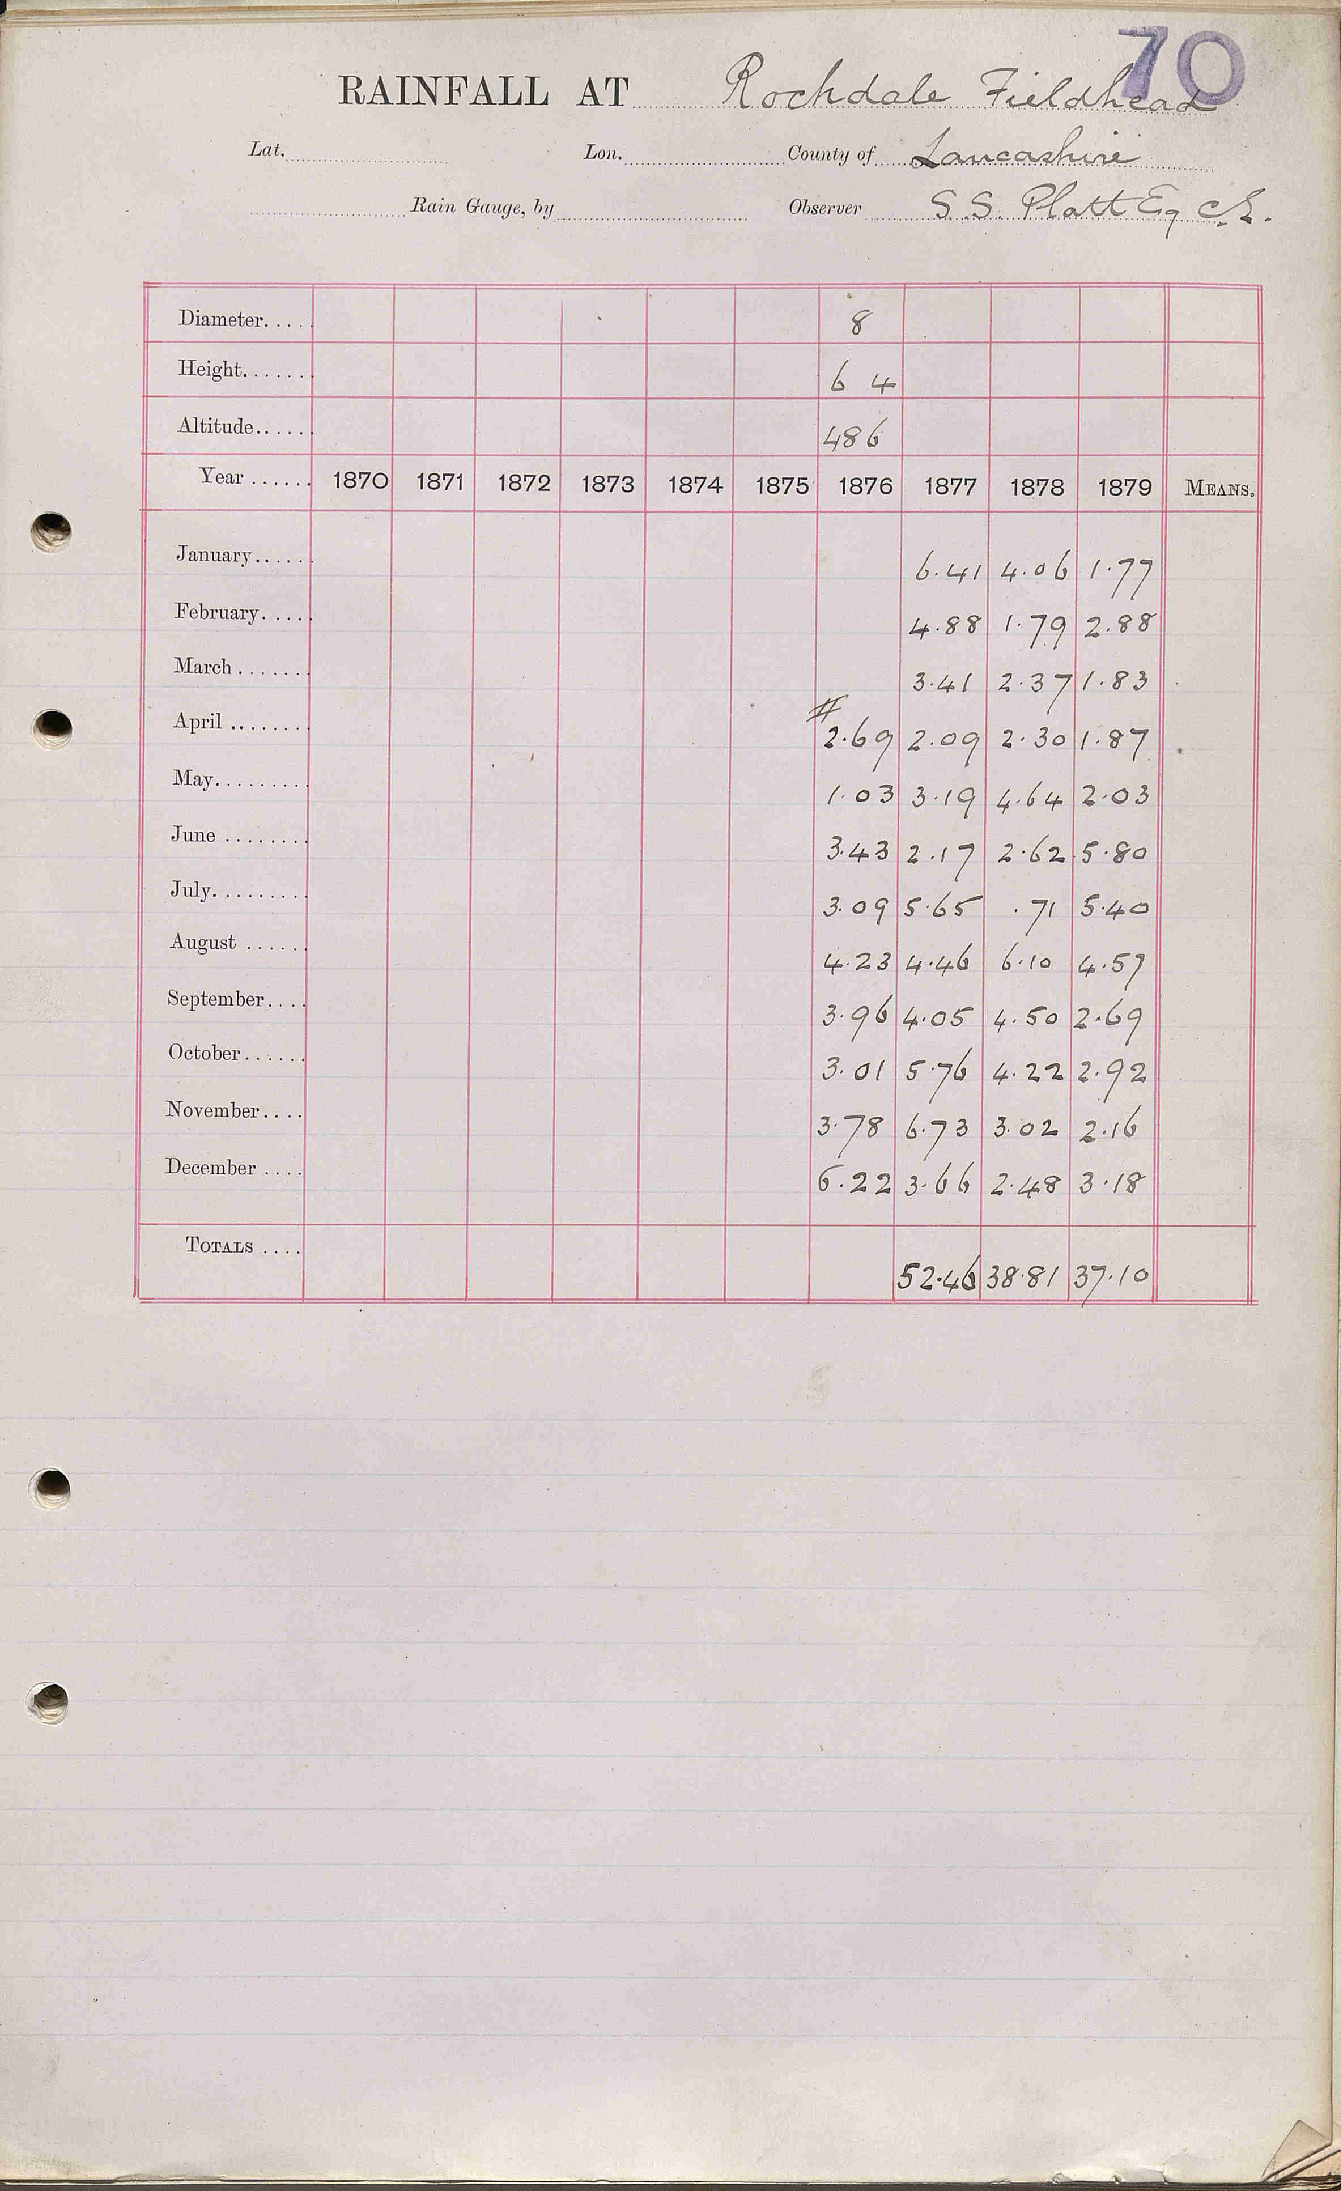 70
RAINFALL AT Rochdale Fieldhead
Lat. Lon. County of Lancashire
Rain Gauge, by Observer S.S. Platt Esq C.E.
Diameter..... 8
Height....... 6 4
Altitude...... 486
Year ...... 1870 1871 1872 1873 1874 1875 1876 1877 1878 1879 MEANS.
January...... 6.41 4.06 1.77
February..... 4.88 1.79 2.88
March ....... 3.41 2.37 1.83
#
April ........ 2.69 2.09 2.30 1.87
May......... 1.03 3.19 4.64 2.03
June ........ 3.43 2.17 2.62 5.80
July......... 3.09 5.65 .71 5.40
August ...... 4.23 4.46 6.10 4.57
September.... 3.96 4.05 4.50 2.69
October...... 3.01 5.76 4.22 2.92
November.... 3.78 6.73 3.02 2.16
December .... 6.22 3.66 2.48 3.18
TOTALS .... 52.46 38.81 37.10